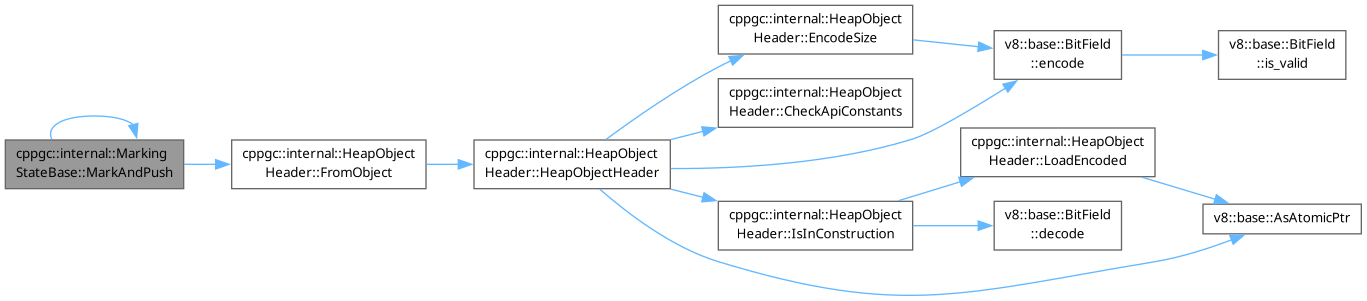 cppgc::internal::Marking
StateBase::MarkAndPush
cppgc::internal::HeapObject
Header::FromObject
cppgc::internal::HeapObject
Header::HeapObjectHeader
cppgc::internal::HeapObject
Header::EncodeSize
cppgc::internal::HeapObject
Header::CheckApiConstants
cppgc::internal::HeapObject
Header::IsInConstruction
v8::base::BitField
::encode
cppgc::internal::HeapObject
Header::LoadEncoded
v8::base::BitField
::decode
v8::base::BitField
::is_valid
v8::base::AsAtomicPtr